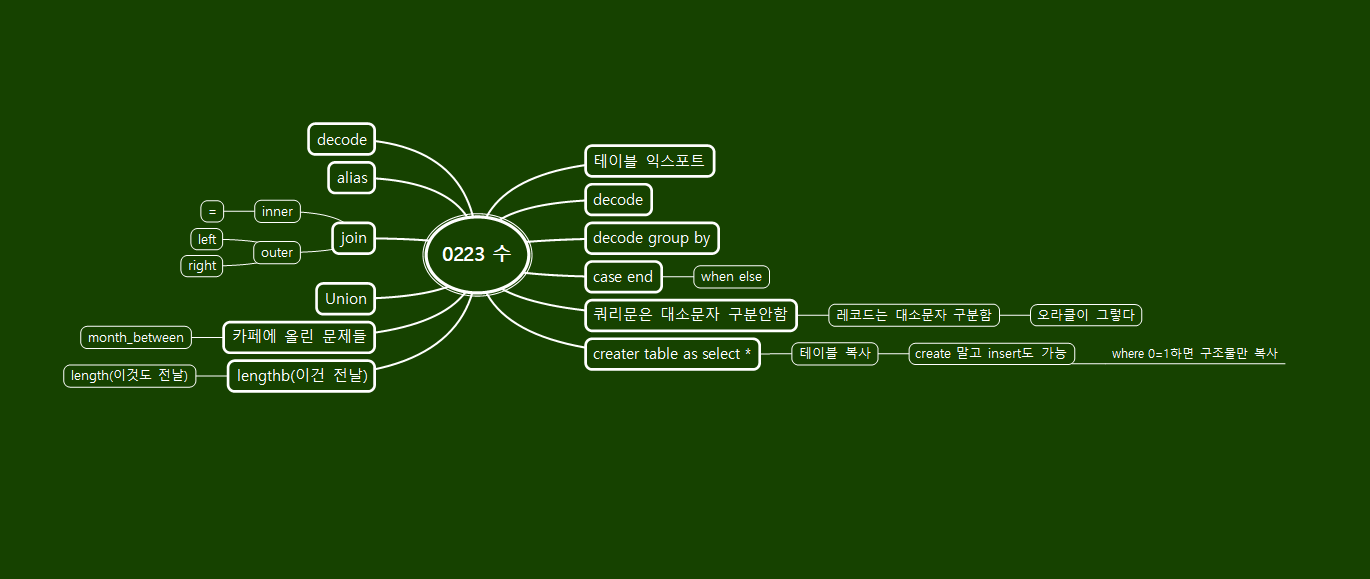 0223 수
테이블 익스포트
decode
decode group by
case end
when else
쿼리문은 대소문자 구분안함
레코드는 대소문자 구분함
오라클이 그렇다
creater table as select *
테이블 복사
create 말고 insert도 가능
where 0=1하면 구조물만 복사
decode
alias
join
inner
=
outer
left
right
Union
카페에 올린 문제들
month_between
lengthb(이건 전날)
length(이것도 전날)